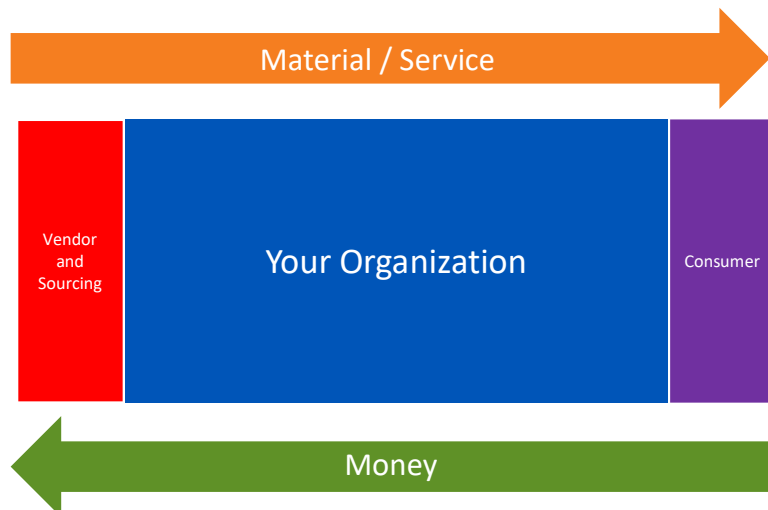 Material / Service
Vendor
and
Sourcing
Your Organization
Consumer
Money